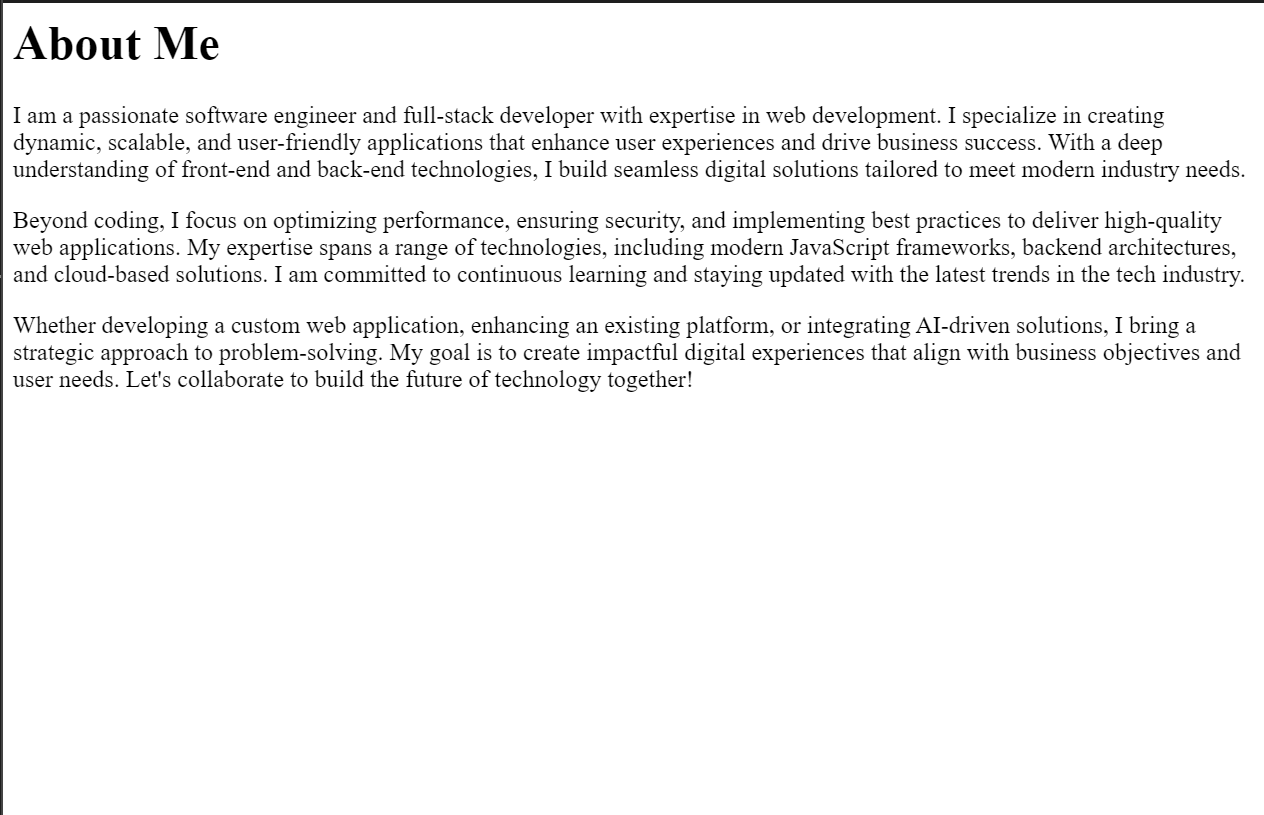 About Me
I am a passionate software engineer and full-stack developer with expertise in web development. I specialize in creating
dynamic, scalable, and user-friendly applications that enhance user experiences and drive business success. With a deep
understanding of front-end and back-end technologies, I build seamless digital solutions tailored to meet modern industry needs.
Beyond coding, I focus on optimizing performance, ensuring security, and implementing best practices to deliver high-quality
web applications. My expertise spans a range of technologies, including modern JavaScript frameworks, backend architectures,
and cloud-based solutions. I am committed to continuous learning and staying updated with the latest trends in the tech industry.
Whether developing a custom web application, enhancing an existing platform, or integrating AI-driven solutions, I bring a
strategic approach to problem-solving. My goal is to create impactful digital experiences that align with business objectives and
user needs. Let's collaborate to build the future of technology together!